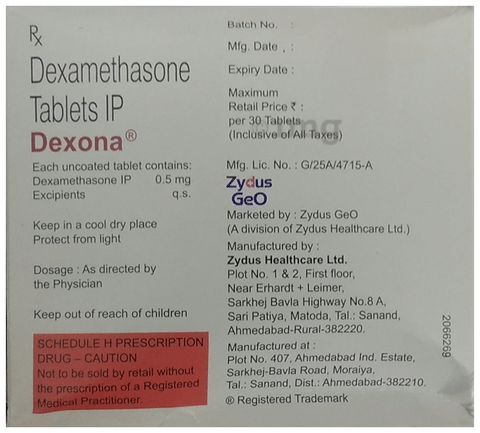 Rx
Dexamethasone
Tablets IP
Dexona®
Each uncoated tablet contains:
Dexamethasone IP 0.5 mg
Excipients q.s.
Keep in a cool dry place
Protect from light
Dosage : As directed by
the Physician
Keep out of reach of children
SCHEDULE H PRESCRIPTION
DRUG – CAUTION
Not to be sold by retail without
the prescription of a Registered
Medical Practitioner.
Batch No. :
Mfg. Date :
Expiry Date :
Maximum
Retail Price ₹ :
per 30 Tablets
(Inclusive of All Taxes)
Mfg. Lic. No. : G/25A/4715-A
Zydus
GeO
Marketed by : Zydus GeO
(A division of Zydus Healthcare Ltd.)
Manufactured by :
Zydus Healthcare Ltd.
Plot No. 1 & 2, First floor,
Near Erhardt + Leimer,
Sarkhej Bavla Highway No.8 A,
Sari Patiya, Matoda, Tal.: Sanand,
Ahmedabad-Rural-382220.
Manufactured at :
Plot No. 407, Ahmedabad Ind. Estate,
Sarkhej-Bavla Road, Moraiya,
Tal.: Sanand, Dist.: Ahmedabad-382210.
® Registered Trademark
2066269